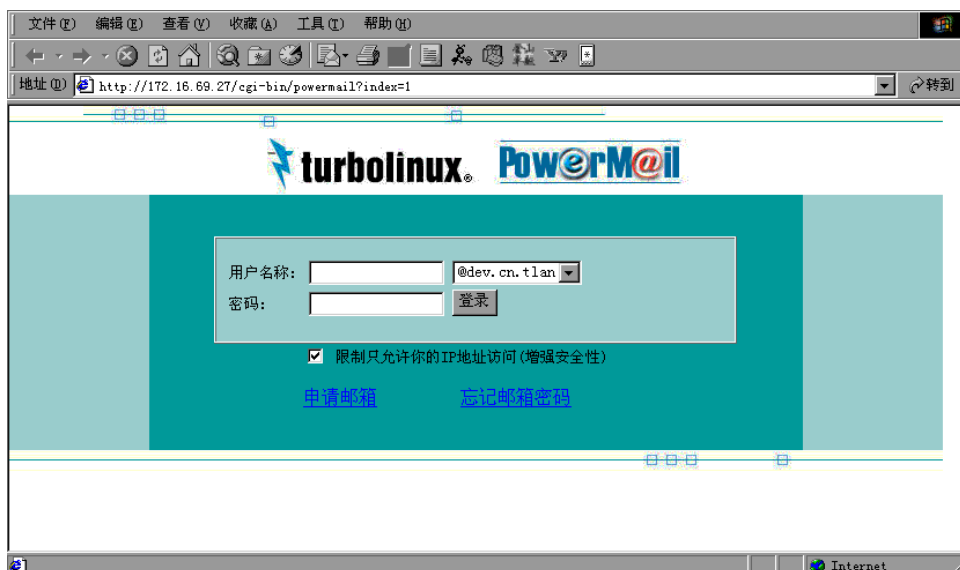 文件(F) 编辑(E) 查看(V) 收藏(A) 工具(T) 帮助(H)
地址(D) http://172.16.69.27/cgi-bin/powermail?index=1 转到
turbolinux® PowerM@il
用户名称: @dev.cn.tlan
密码: 登录
限制只允许你的IP地址访问(增强安全性)
申请邮箱 忘记邮箱密码
Internet